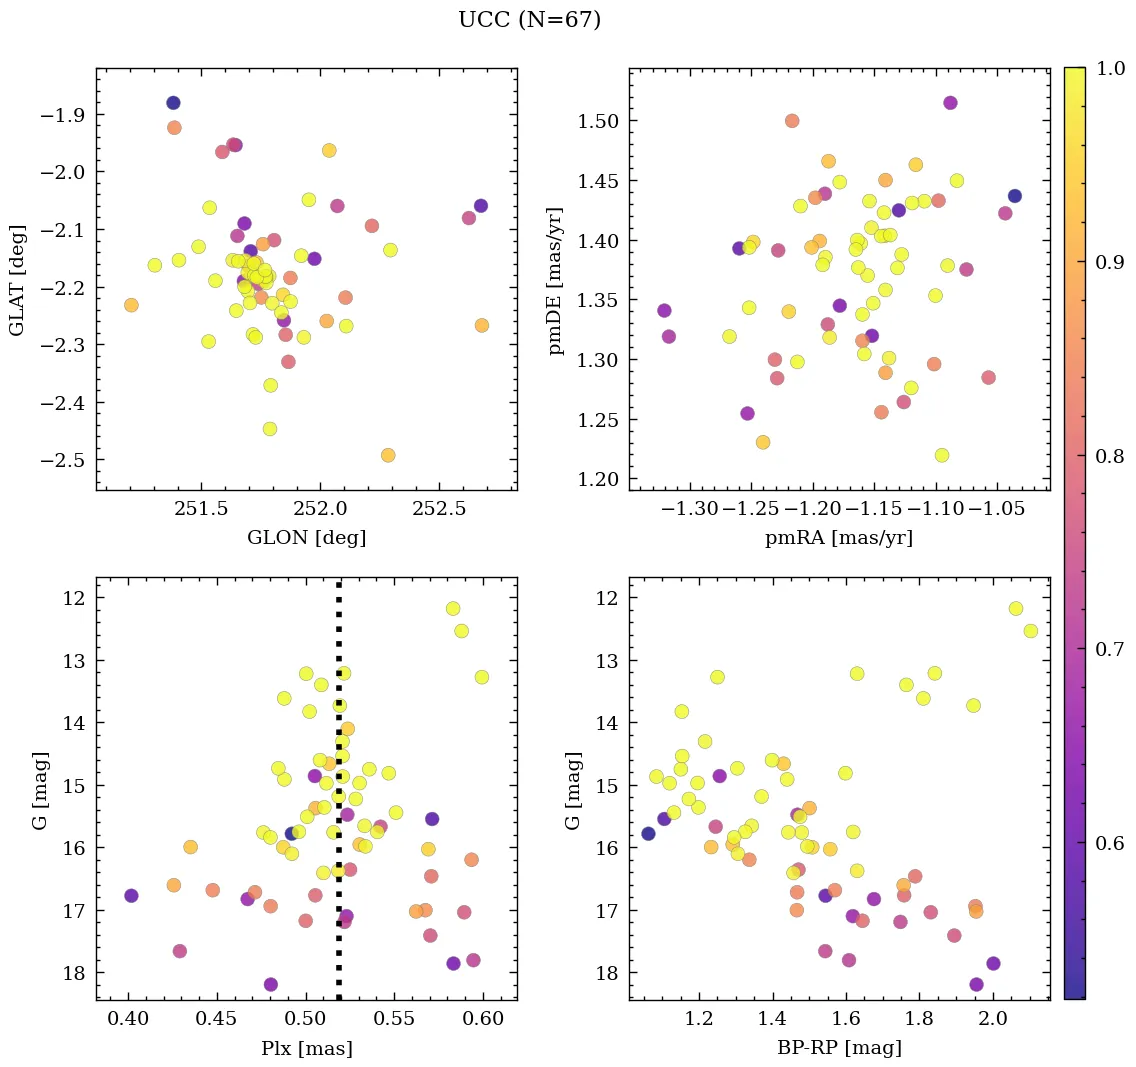 UCC (N=67)
−1.9
−2.0
−2.1
−2.2
−2.3
−2.4
−2.5
GLAT [deg]
251.5 252.0 252.5
GLON [deg]
1.50
1.45
1.40
1.35
1.30
1.25
1.20
pmDE [mas/yr]
−1.30 −1.25 −1.20 −1.15 −1.10 −1.05
pmRA [mas/yr]
1.0
0.9
0.8
0.7
0.6
12
13
14
15
16
17
18
G [mag]
0.40 0.45 0.50 0.55 0.60
Plx [mas]
12
13
14
15
16
17
18
G [mag]
1.2 1.4 1.6 1.8 2.0
BP-RP [mag]